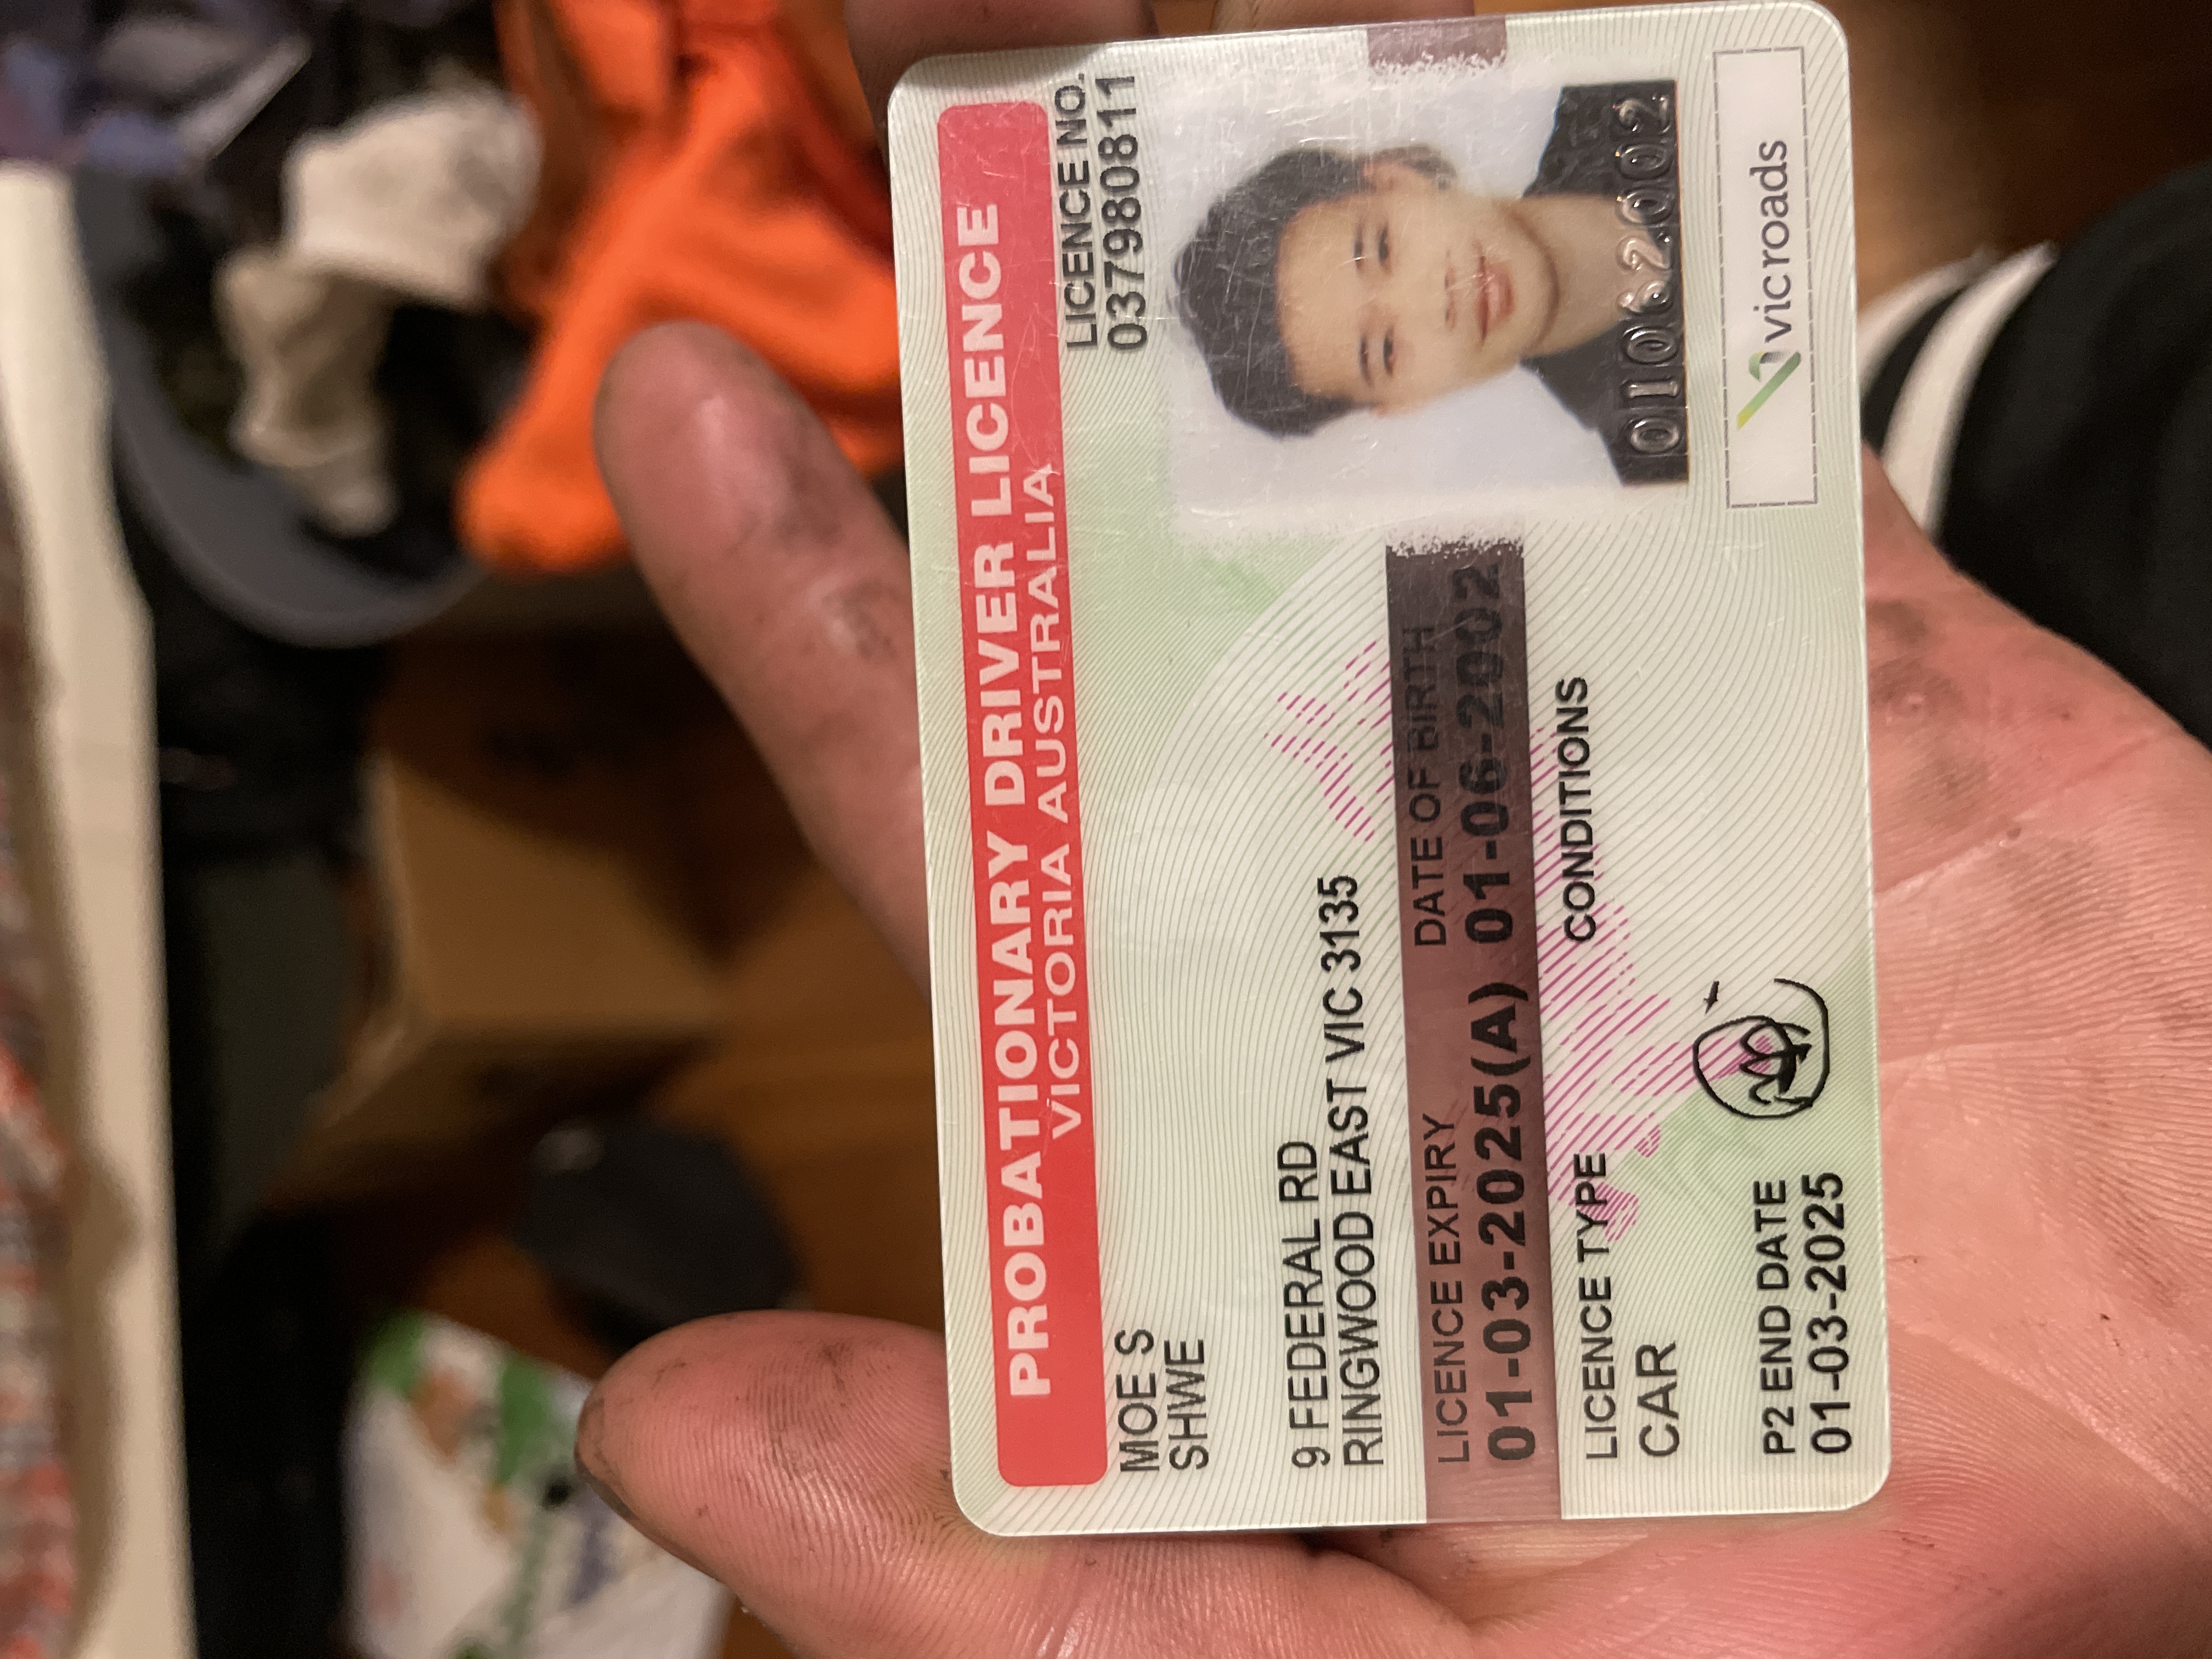 PROBATIONARY DRIVER LICENCE
VICTORIA AUSTRALIA
LICENCE NO.
037980811
MOE S
SHWE
9 FEDERAL RD
RINGWOOD EAST VIC 3135
LICENCE EXPIRY
01-03-2025(A)
DATE OF BIRTH
01-06-2002
LICENCE TYPE
CAR
CONDITIONS
01062002
P2 END DATE
01-03-2025
vic roads